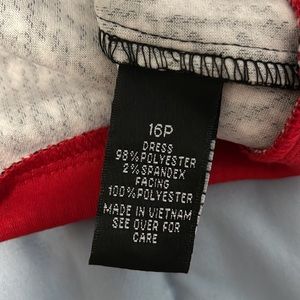 16P
DRESS
98%POLYESTER
2%SPANDEX
FACING
100%POLYESTER
MADE IN VIETNAM
SEE OVER FOR
CARE